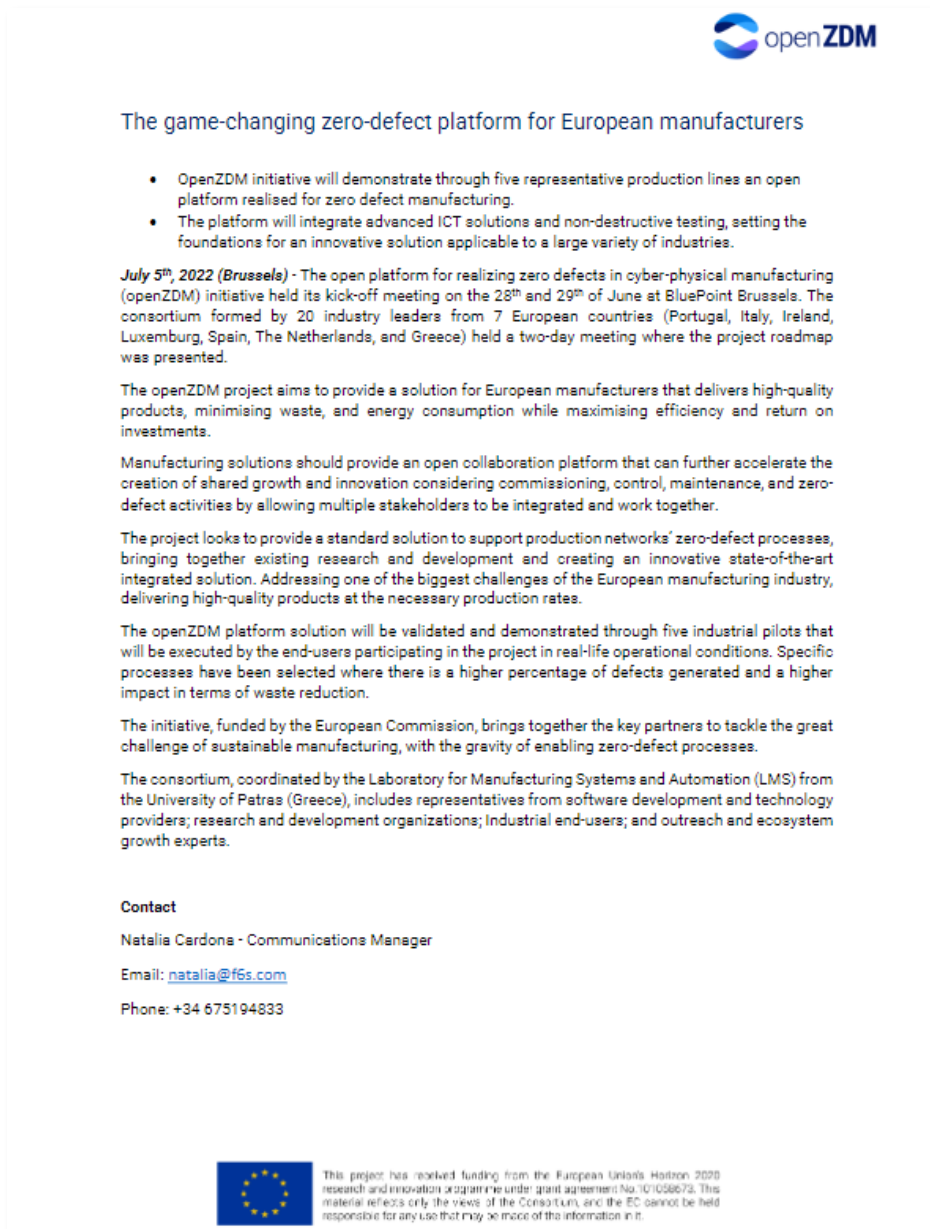 openZDM
The game-changing zero-defect platform for European manufacturers
• OpenZDM initiative will demonstrate through five representative production lines an open
platform realised for zero defect manufacturing.
• The platform will integrate advanced ICT solutions and non-destructive testing, setting the
foundations for an innovative solution applicable to a large variety of industries.
July 5th, 2022 (Brussels) - The open platform for realizing zero defects in cyber-physical manufacturing
(openZDM) initiative held its kick-off meeting on the 28th and 29th of June at BluePoint Brussels. The
consortium formed by 20 industry leaders from 7 European countries (Portugal, Italy, Ireland,
Luxemburg, Spain, The Netherlands, and Greece) held a two-day meeting where the project roadmap
was presented.
The openZDM project aims to provide a solution for European manufacturers that delivers high-quality
products, minimising waste, and energy consumption while maximising efficiency and return on
investments.
Manufacturing solutions should provide an open collaboration platform that can further accelerate the
creation of shared growth and innovation considering commissioning, control, maintenance, and zero-
defect activities by allowing multiple stakeholders to be integrated and work together.
The project looks to provide a standard solution to support production networks' zero-defect processes,
bringing together existing research and development and creating an innovative state-of-the-art
integrated solution. Addressing one of the biggest challenges of the European manufacturing industry,
delivering high-quality products at the necessary production rates.
The openZDM platform solution will be validated and demonstrated through five industrial pilots that
will be executed by the end-users participating in the project in real-life operational conditions. Specific
processes have been selected where there is a higher percentage of defects generated and a higher
impact in terms of waste reduction.
The initiative, funded by the European Commission, brings together the key partners to tackle the great
challenge of sustainable manufacturing, with the gravity of enabling zero-defect processes.
The consortium, coordinated by the Laboratory for Manufacturing Systems and Automation (LMS) from
the University of Patras (Greece), includes representatives from software development and technology
providers; research and development organizations; Industrial end-users; and outreach and ecosystem
growth experts.
Contact
Natalia Cardona - Communications Manager
Email: natalia@f6s.com
Phone: +34 675194833
This project has received funding from the European Union's Horizon 2020
research and innovation programme under grant agreement No.101058673. This
material reflects only the views of the Consortium, and the EC cannot be held
responsible for any use that may be made of the information in it.